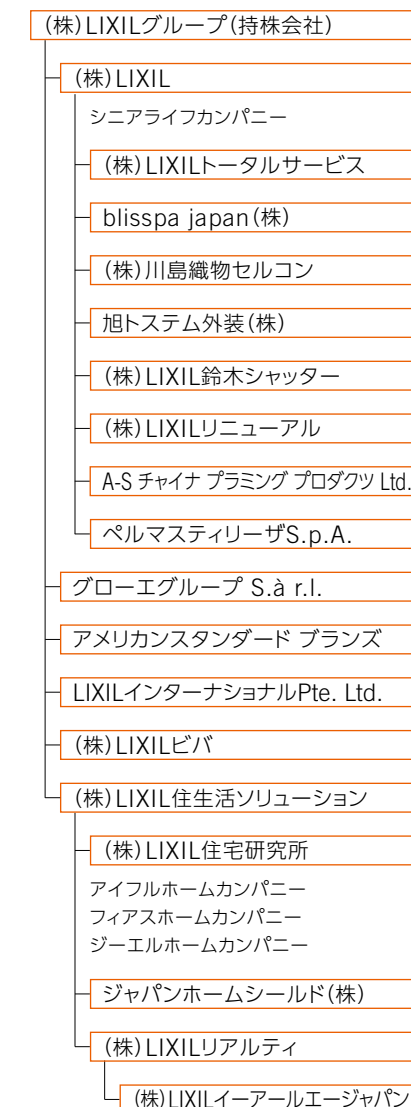 (株)LIXILグループ(持株会社)
(株)LIXIL
シニアライフカンパニー
(株)LIXILトータルサービス
blisspa japan(株)
(株)川島織物セルコン
旭トステム外装(株)
(株)LIXIL鈴木シャッター
(株)LIXILリニューアル
A-S チャイナ プラミング プロダクツ Ltd.
ペルマスティリーザS.p.A.
グローエグループ S.à r.l.
アメリカンスタンダード ブランズ
LIXILインターナショナルPte. Ltd.
(株)LIXILビバ
(株)LIXIL住生活ソリューション
(株)LIXIL住宅研究所
アイフルホームカンパニー
フィアスホームカンパニー
ジーエルホームカンパニー
ジャパンホームシールド(株)
(株)LIXILリアルティ
(株)LIXILイーアールエージャパン